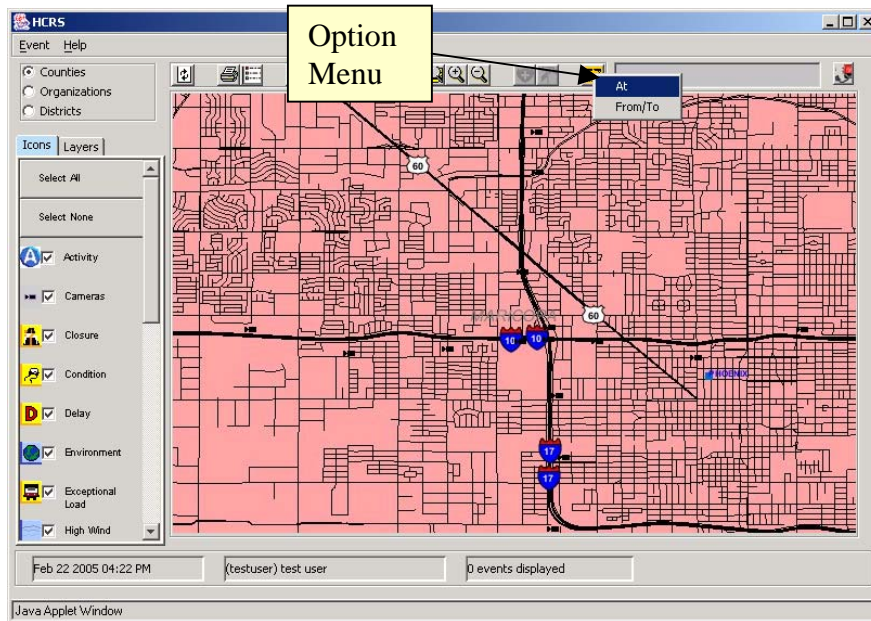 HCRS
Event Help
Option
Menu
Counties
Organizations
Districts
At
From/To
Icons Layers
Select All
Select None
Activity
Cameras
Closure
Condition
D Delay
Environment
Exceptional
Load
High Wind
60
MARICOPA
60
10 10
PHOENIX
17
17
Feb 22 2005 04:22 PM
(testuser) test user
0 events displayed
Java Applet Window